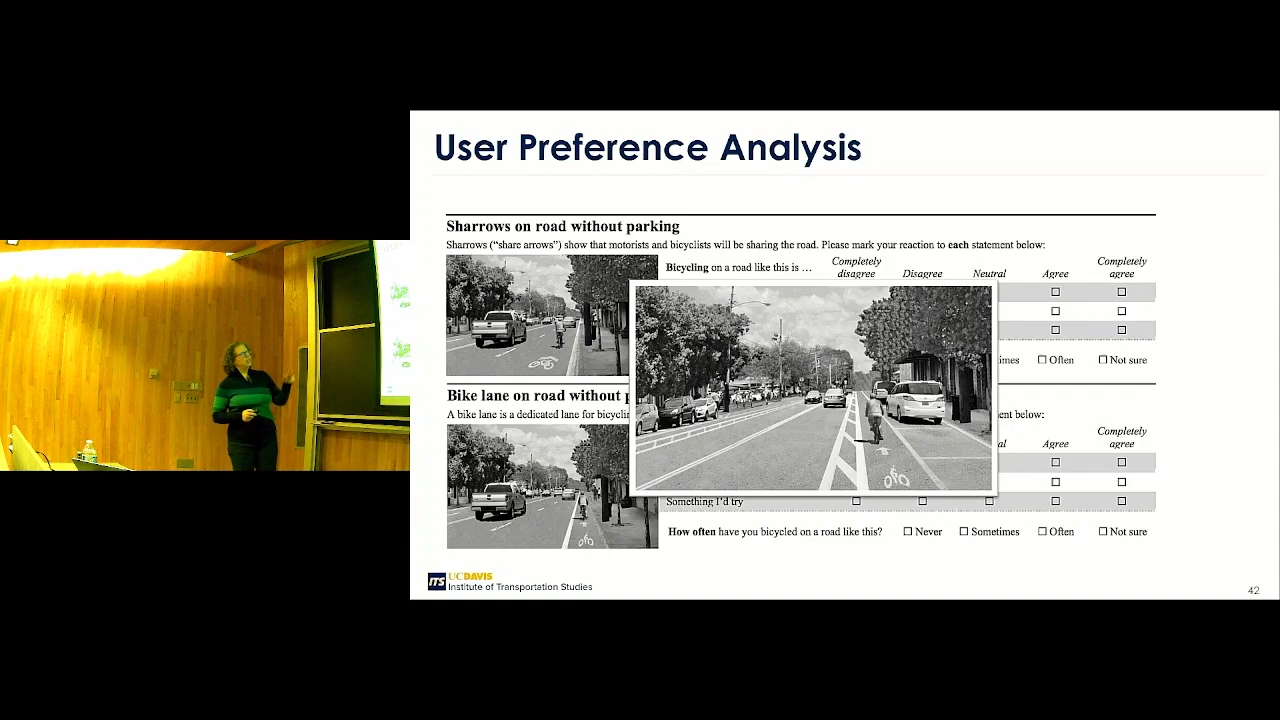 User Preference Analysis
Sharrows on road without parking
Sharrows (“share arrows”) show that motorists and bicyclists will be sharing the road. Please mark your reaction to each statement below:
Bicycling on a road like this is … Completely disagree Disagree Neutral Agree Completely agree
Often Not sure
Bike lane on road without
A bike lane is a dedicated lane for
below:
Agree Completely agree
Something I’d try
How often have you bicycled on a road like this? Never Sometimes Often Not sure
ITS UCDAVIS
Institute of Transportation Studies
42